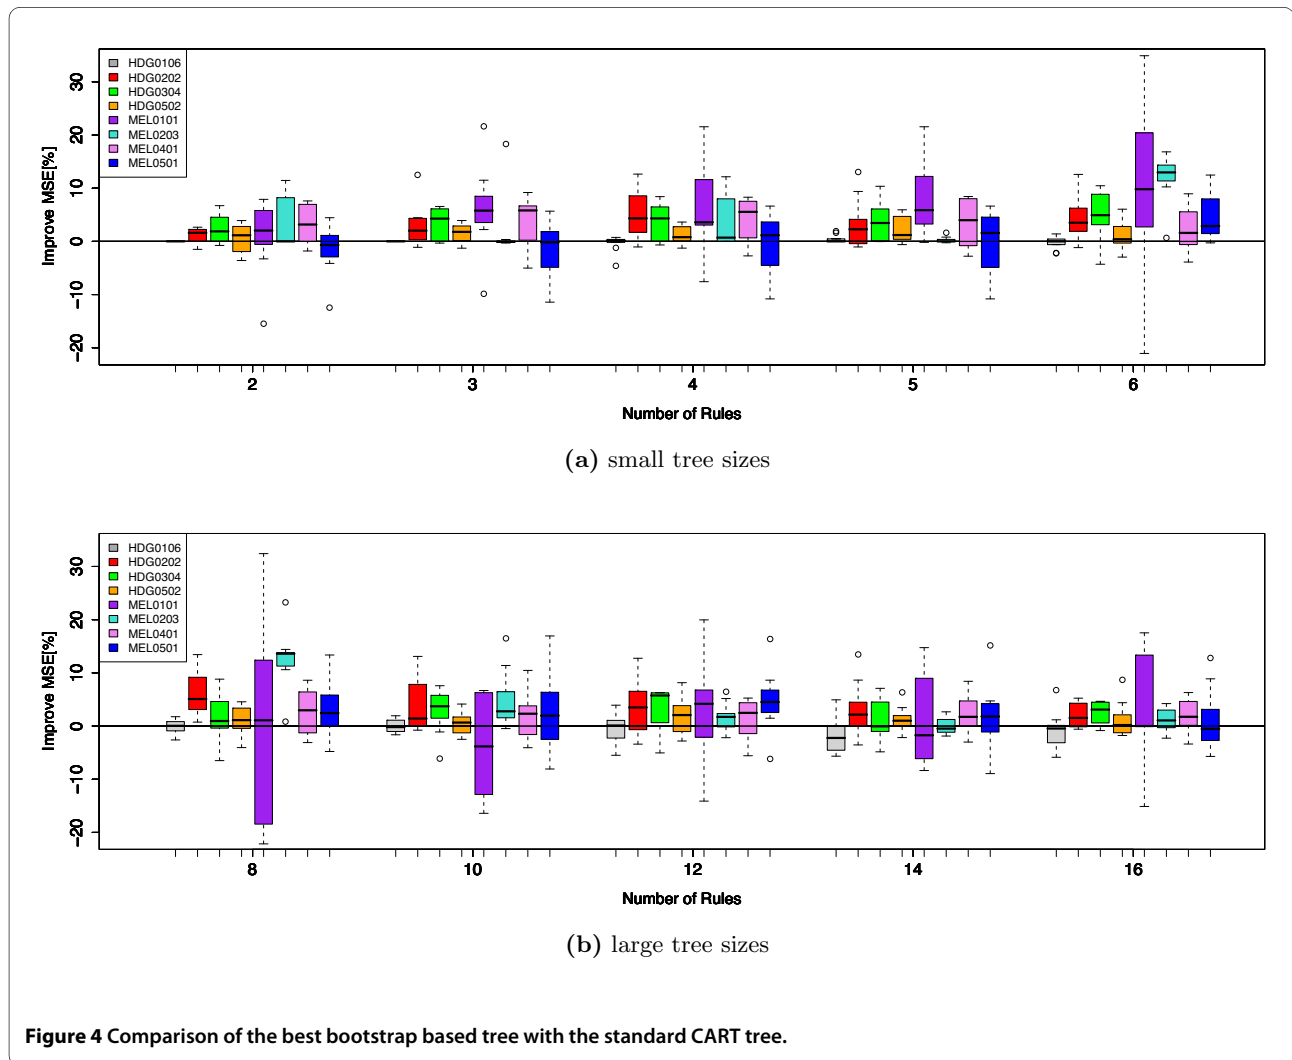 HDG0106
HDG0202
HDG0304
HDG0502
MEL0101
MEL0203
MEL0401
MEL0501
Improve MSE[%]
30
20
10
0
−10
−20
2 3 4 5 6
Number of Rules
(a) small tree sizes
HDG0106
HDG0202
HDG0304
HDG0502
MEL0101
MEL0203
MEL0401
MEL0501
Improve MSE[%]
30
20
10
0
−10
−20
8 10 12 14 16
Number of Rules
(b) large tree sizes
Figure 4 Comparison of the best bootstrap based tree with the standard CART tree.